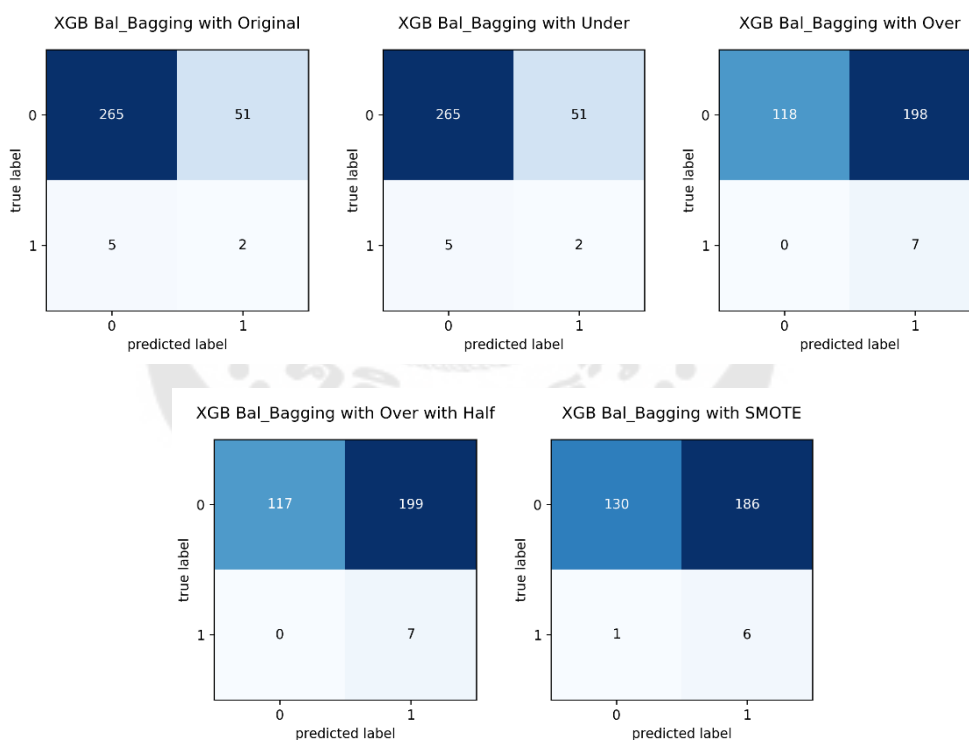 XGB Bal_Bagging with Original
0
265
51
true label
1
5
2
0
1
predicted label
XGB Bal_Bagging with Under
0
265
51
true label
1
5
2
0
1
predicted label
XGB Bal_Bagging with Over
0
118
198
true label
1
0
7
0
1
predicted label
XGB Bal_Bagging with Over with Half
0
117
199
true label
1
0
7
0
1
predicted label
XGB Bal_Bagging with SMOTE
0
130
186
true label
1
1
6
0
1
predicted label